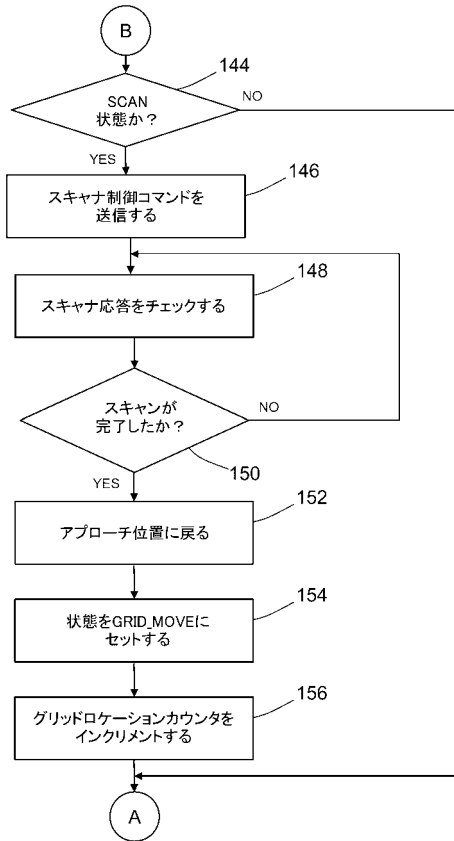 B
144
SCAN
状態か？
NO
YES
146
スキャナ制御コマンドを
送信する
148
スキャナ応答をチェックする
スキャンが
完了したか？
NO
150
YES
152
アプローチ位置に戻る
154
状態をGRID_MOVEに
セットする
156
グリッドロケーションカウンタを
インクリメントする
A